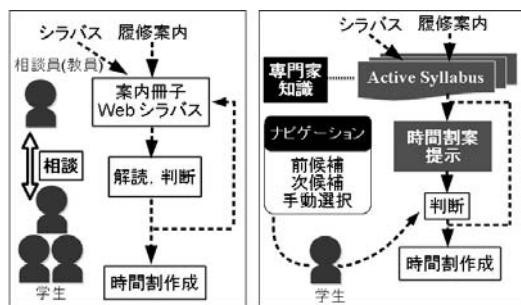 シラバス 履修案内
相談員(教員)
案内冊子
Webシラバス
相談
解読, 判断
時間割作成
学生
シラバス 履修案内
専門家
知識
Active Syllabus
ナビゲーション
前候補
次候補
手動選択
時間割案
提示
判断
時間割作成
学生